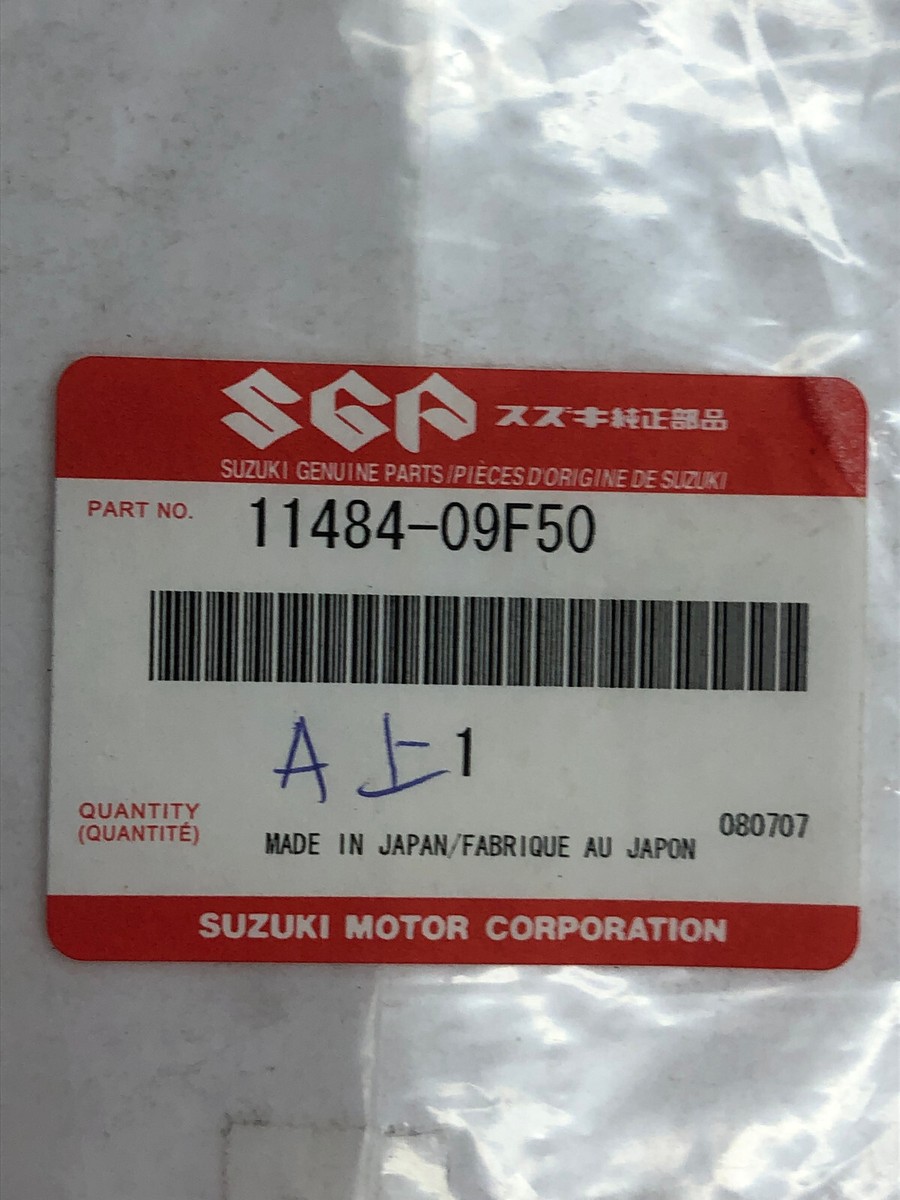 SGP スズキ純正部品
SUZUKI GENUINE PARTS/PIÈCES D'ORIGINE DE SUZUKI
PART NO. 11484-09F50
A 上 1
QUANTITY
(QUANTITÉ)
MADE IN JAPAN/FABRIQUE AU JAPON 080707
SUZUKI MOTOR CORPORATION